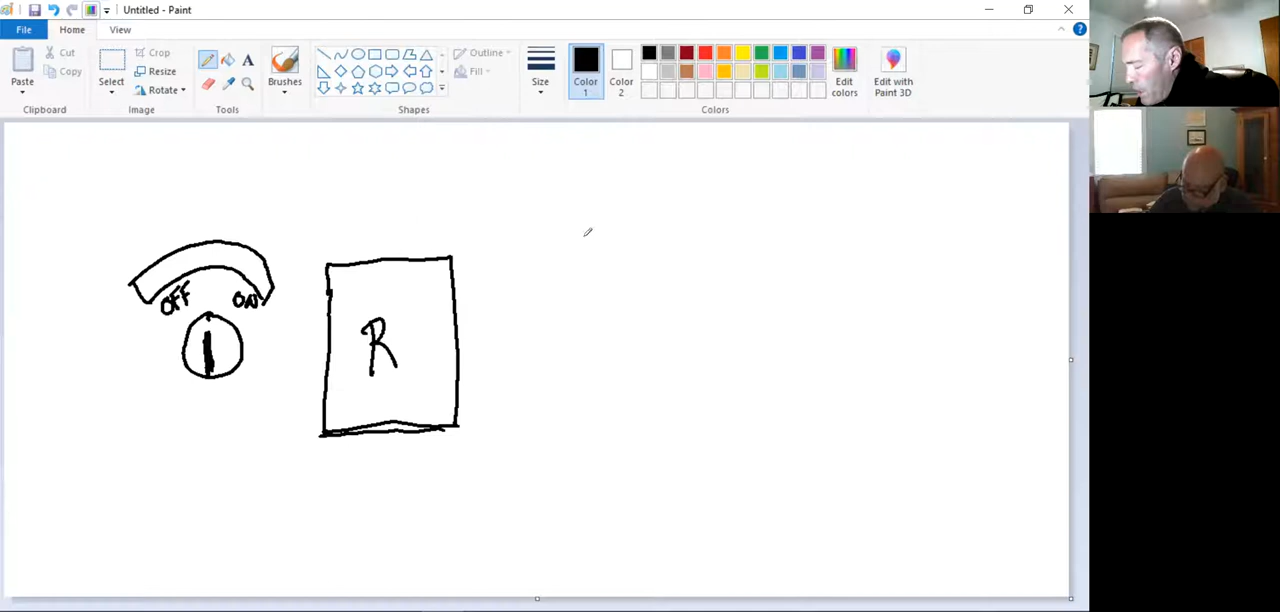 Untitled - Paint
File
Home
View
Paste
Cut
Copy
Clipboard
Select
Crop
Resize
Rotate
Image
Tools
Brushes
Shapes
Outline
Fill
Size
Color
1
Color
2
Edit
colors
Edit with
Paint 3D
Colors
OFF
ON
R